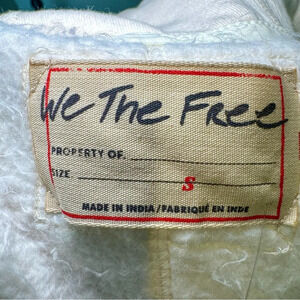 We The Free
PROPERTY OF.
SIZE S
MADE IN INDIA/FABRIQUÉ EN INDE